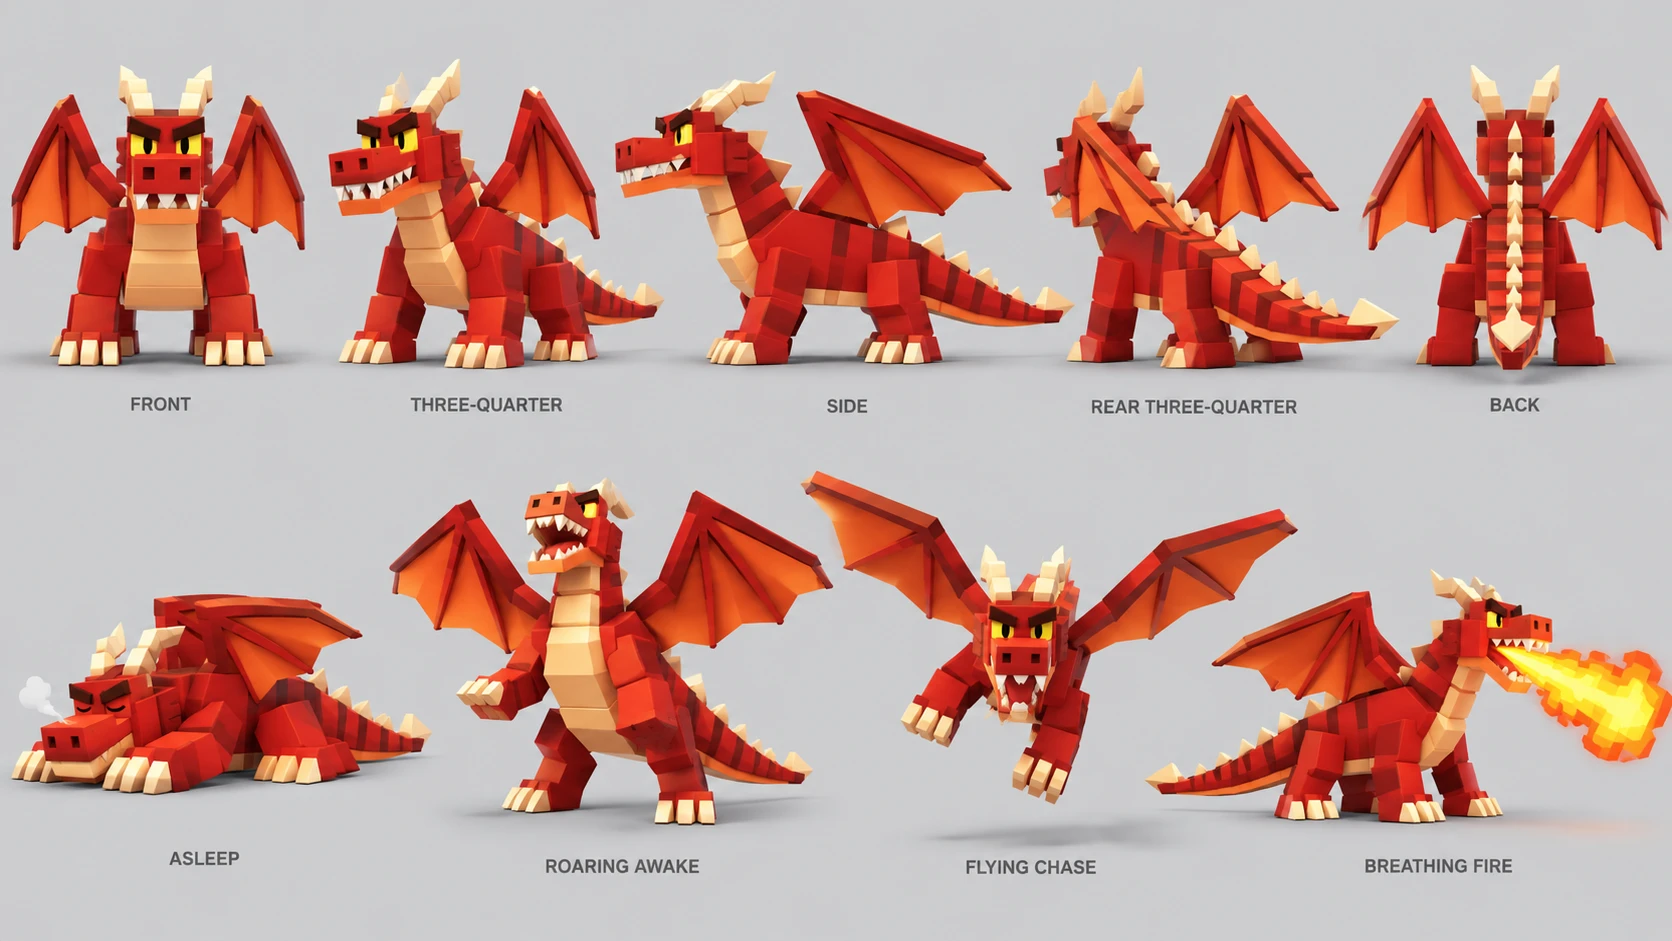 FRONT
THREE-QUARTER
SIDE
REAR THREE-QUARTER
BACK
ASLEEP
ROARING AWAKE
FLYING CHASE
BREATHING FIRE